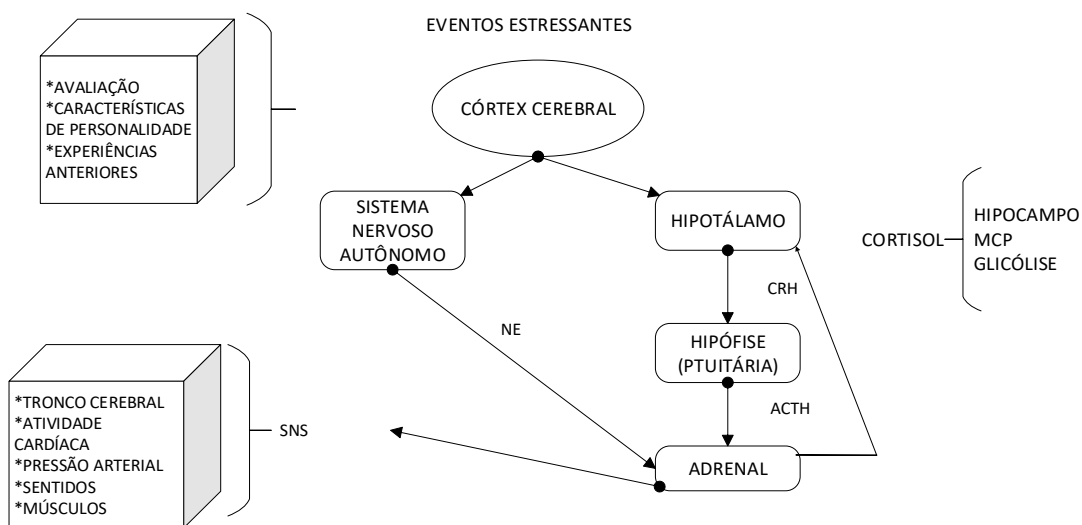 EVENTOS ESTRESSANTES
*AVALIAÇÃO
*CARACTERÍSTICAS
DE PERSONALIDADE
*EXPERIÊNCIAS
ANTERIORES
CÓRTEX CEREBRAL
SISTEMA
NERVOSO
AUTÔNOMO
HIPOTÁLAMO
CORTISOL
HIPOCAMPO
MCP
GLICÓLISE
CRH
NE
HIPÓFISE
(PTUITÁRIA)
ACTH
*TRONCO CEREBRAL
*ATIVIDADE
CARDÍACA
*PRESSÃO ARTERIAL
*SENTIDOS
*MÚSCULOS
SNS
ADRENAL